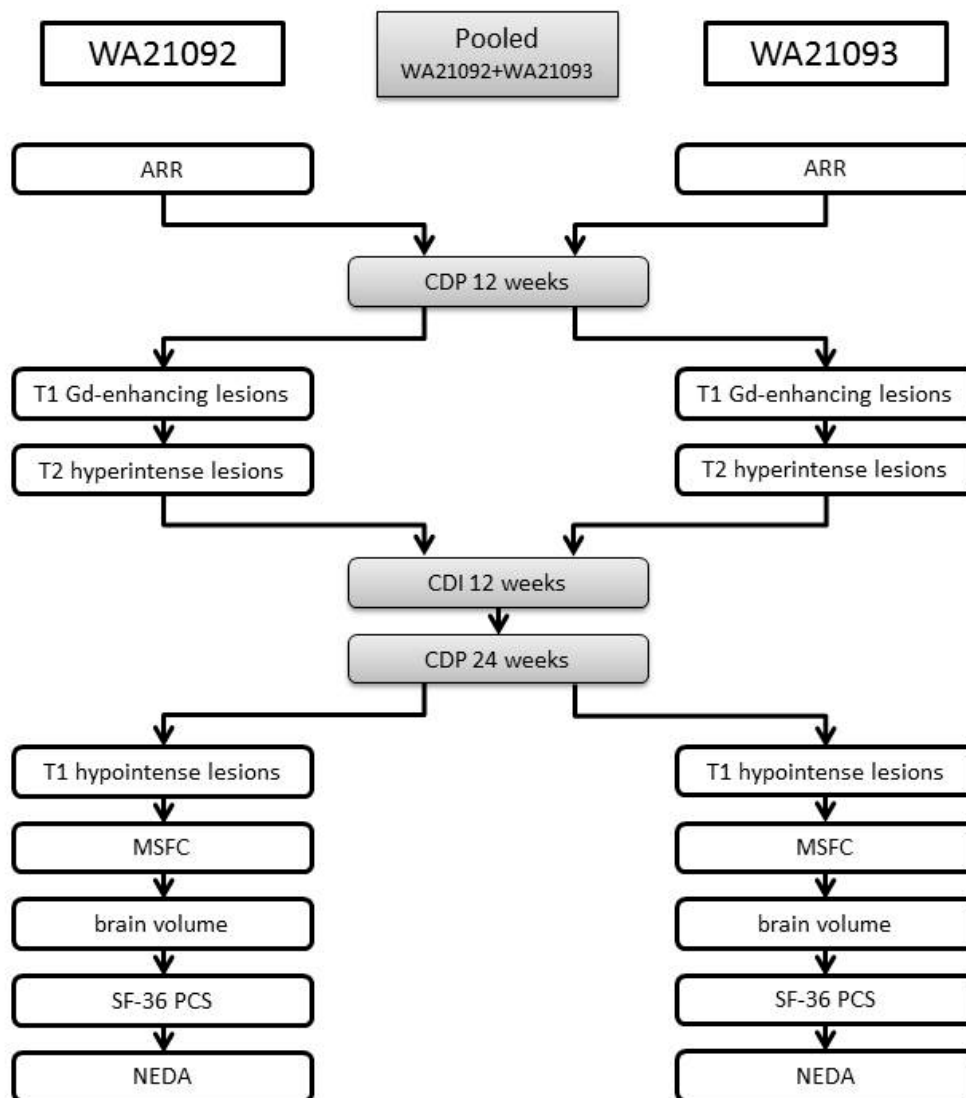 WA21092
Pooled
WA21092+WA21093
WA21093
ARR
ARR
CDP 12 weeks
T1 Gd-enhancing lesions
T1 Gd-enhancing lesions
T2 hyperintense lesions
T2 hyperintense lesions
CDI 12 weeks
CDP 24 weeks
T1 hypointense lesions
T1 hypointense lesions
MSFC
MSFC
brain volume
brain volume
SF-36 PCS
SF-36 PCS
NEDA
NEDA